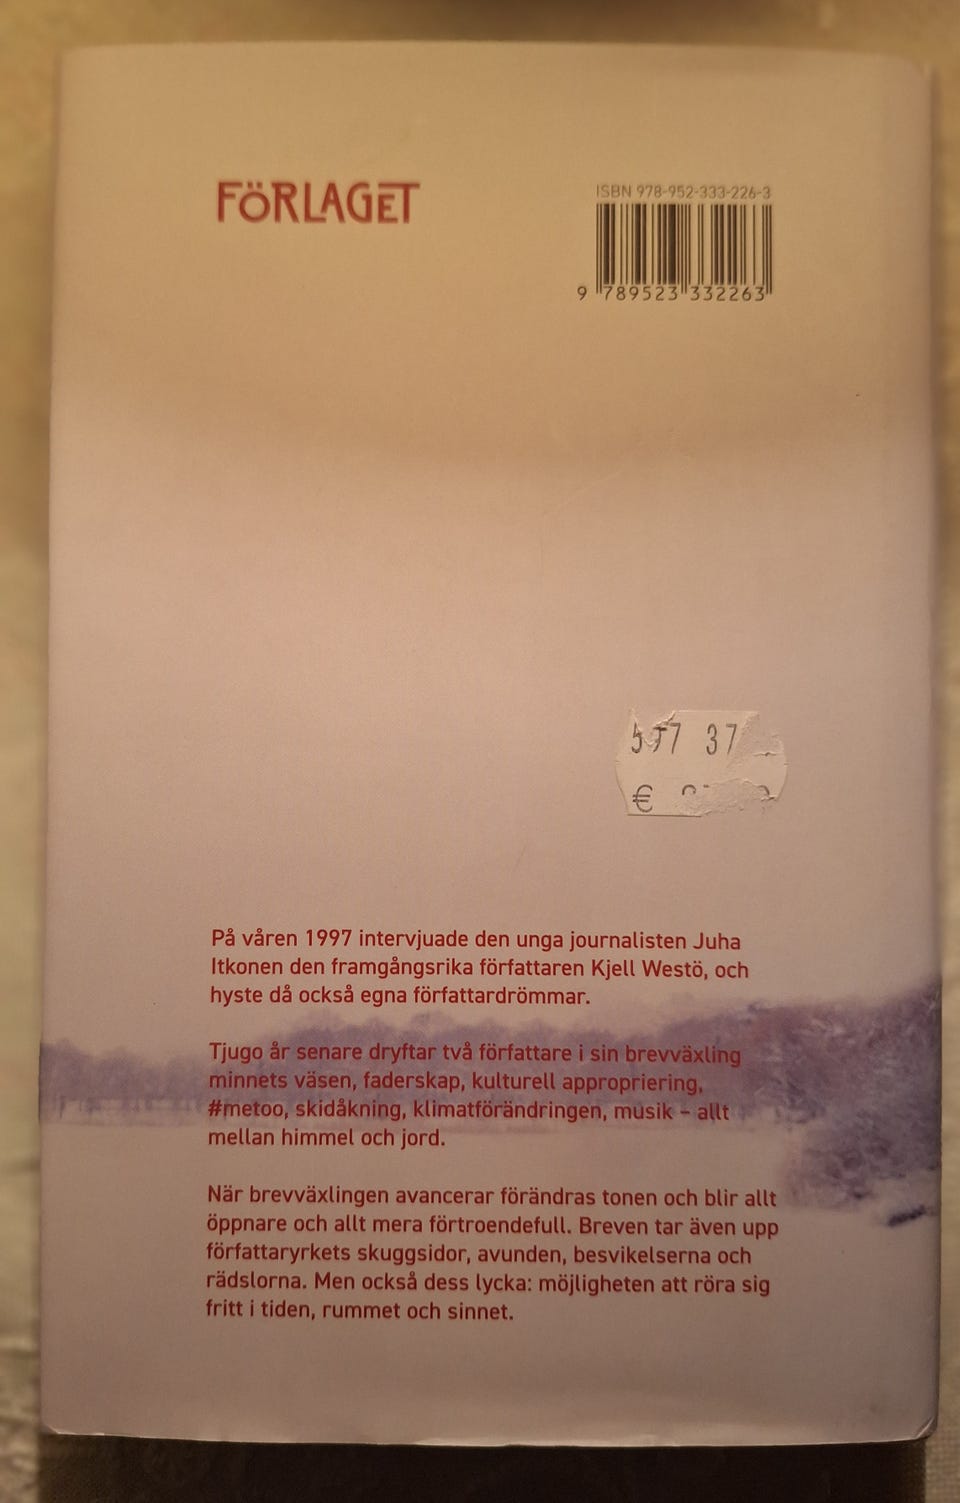 FÖRLAGET
ISBN 978-952-333-226-3
9 789523 332263
37
€
På våren 1997 intervjuade den unga journalisten Juha
Itkonen den framgångsrika författaren Kjell Westö, och
hyste då också egna författardrömmar.
Tjugo år senare dryftar två författare i sin brevväxling
minnets väsen, faderskap, kulturell appropriering,
#metoo, skidåkning, klimatförändringen, musik – allt
mellan himmel och jord.
När brevväxlingen avancerar förändras tonen och blir allt
öppnare och allt mera förtroendefull. Breven tar även upp
författaryrkets skuggsidor, avunden, besvikelserna och
rädslorna. Men också dess lycka: möjligheten att röra sig
fritt i tiden, rummet och sinnet.